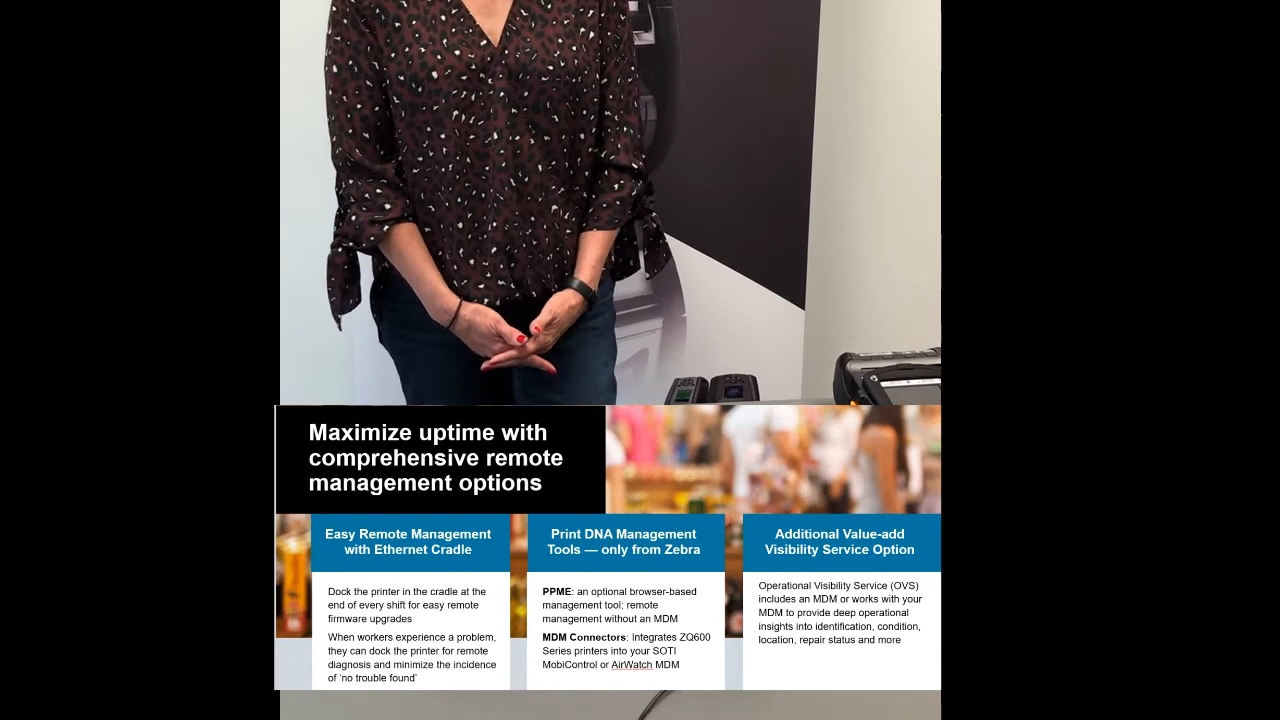 Maximize uptime with
comprehensive remote
management options
Easy Remote Management
with Ethernet Cradle
Dock the printer in the cradle at the
end of every shift for easy remote
firmware upgrades
When workers experience a problem,
they can dock the printer for remote
diagnosis and minimize the incidence
of ‘no trouble found’
Print DNA Management
Tools — only from Zebra
PPME: an optional browser-based
management tool; remote
management without an MDM
MDM Connectors: Integrates ZQ600
Series printers into your SOTI
MobiControl or AirWatch MDM
Additional Value-add
Visibility Service Option
Operational Visibility Service (OVS)
includes an MDM or works with your
MDM to provide deep operational
insights into identification, condition,
location, repair status and more